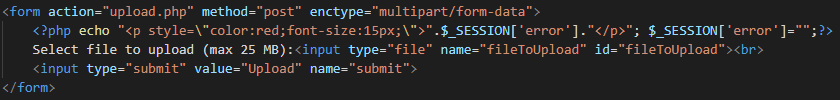 <form action="upload.php" method="post" enctype="multipart/form-data">
<?php echo "<p style=\"color:red;font-size:15px;\">".$_SESSION['error']."</p>"; $_SESSION['error']="";?>
Select file to upload (max 25 MB):<input type="file" name="fileToUpload" id="fileToUpload"><br>
<input type="submit" value="Upload" name="submit">
</form>